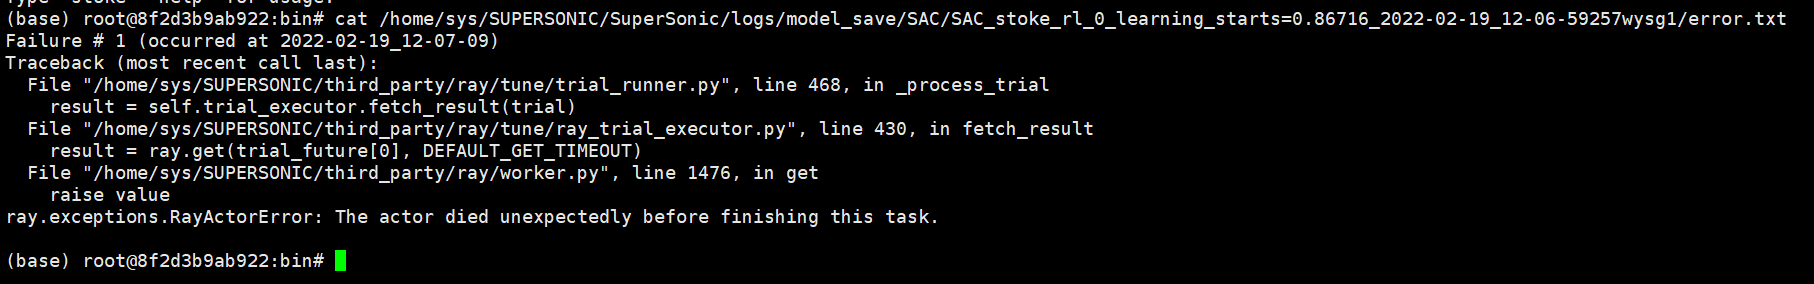 (base) root@8f2d3b9ab922:bin# cat /home/sys/SUPERSONIC/SuperSonic/logs/model_save/SAC/SAC_stoke_rl_0_learning_starts=0.86716_2022-02-19_12-06-59257wysg1/error.txt
Failure # 1 (occurred at 2022-02-19_12-07-09)
Traceback (most recent call last):
  File "/home/sys/SUPERSONIC/third_party/ray/tune/trial_runner.py", line 468, in _process_trial
    result = self.trial_executor.fetch_result(trial)
  File "/home/sys/SUPERSONIC/third_party/ray/tune/ray_trial_executor.py", line 430, in fetch_result
    result = ray.get(trial_future[0], DEFAULT_GET_TIMEOUT)
  File "/home/sys/SUPERSONIC/third_party/ray/worker.py", line 1476, in get
    raise value
ray.exceptions.RayActorError: The actor died unexpectedly before finishing this task.
(base) root@8f2d3b9ab922:bin#